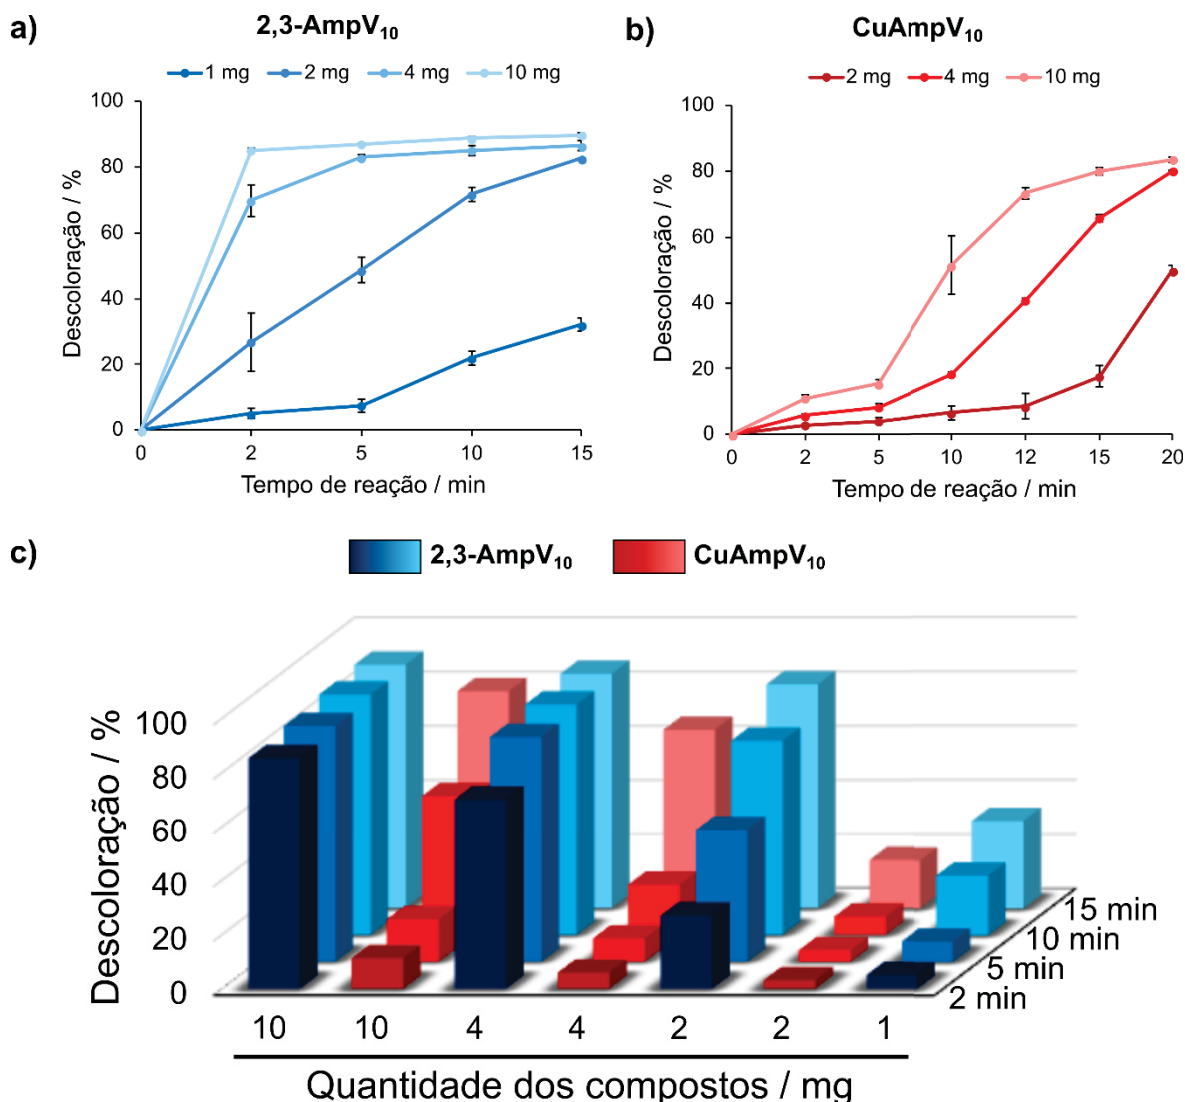 a)
2,3-AmpV₁₀
1 mg 2 mg 4 mg 10 mg
100
80
60
40
20
0
Descoloração / %
0 2 5 10 15
Tempo de reação / min
b)
CuAmpV₁₀
2 mg 4 mg 10 mg
100
80
60
40
20
0
Descoloração / %
0 2 5 10 12 15 20
Tempo de reação / min
c)
2,3-AmpV₁₀ CuAmpV₁₀
100
80
60
40
20
0
Descoloração / %
15 min
10 min
5 min
2 min
10 10 4 4 2 2 1
Quantidade dos compostos / mg